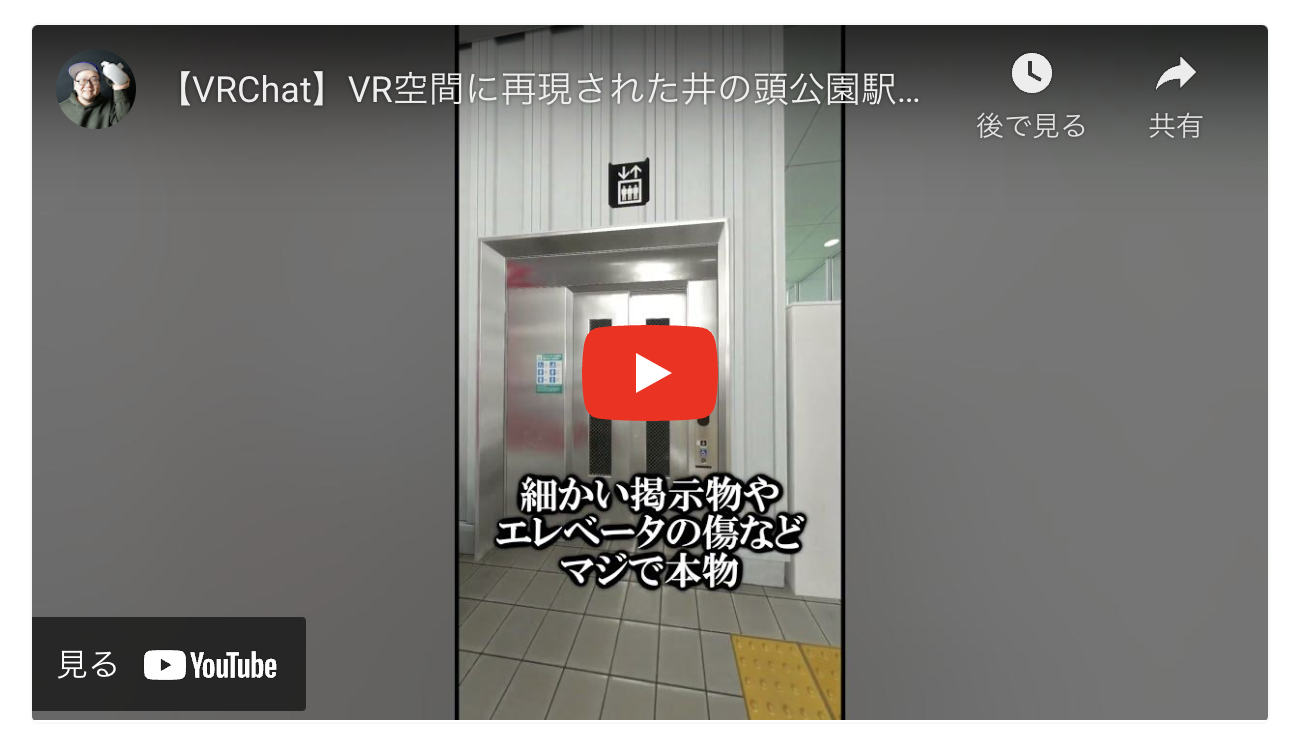 【VRChat】VR空間に再現された井の頭公園駅...
後で見る
共有
細かい掲示物や
エレベータの傷など
マジで本物
見る YouTube